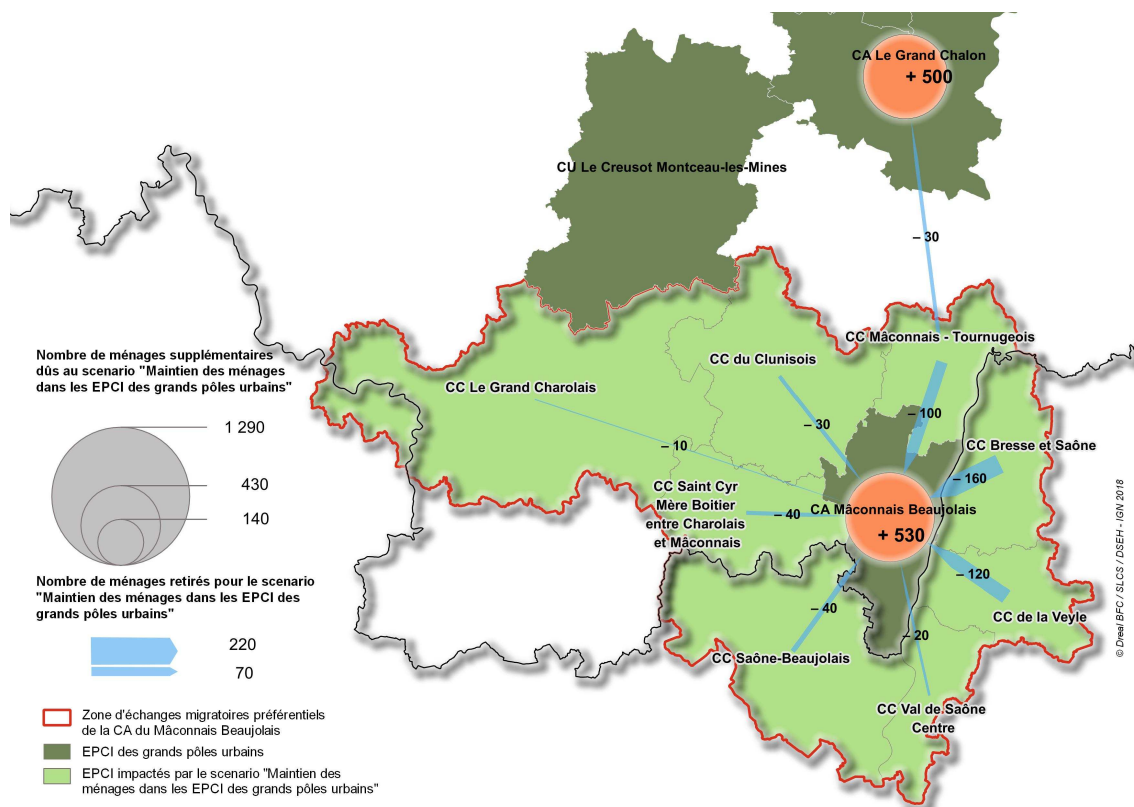 CA Le Grand Chalon
+ 500
CU Le Creusot Montceau-les-Mines
– 30
CC Mâconnais - Tournugeois
CC du Clunisois
CC Le Grand Charolais
– 100
– 30
CC Bresse et Saône
– 10
– 160
CC Saint Cyr
Mère Boitier
entre Charolais
et Mâconnais
– 40
CA Mâconnais Beaujolais
+ 530
– 120
– 40
CC de la Veyle
– 20
CC Saône-Beaujolais
CC Val de Saône
Centre
Nombre de ménages supplémentaires
dûs au scenario "Maintien des ménages
dans les EPCI des grands pôles urbains"
1 290
430
140
Nombre de ménages retirés pour le scenario
"Maintien des ménages dans les EPCI des
grands pôles urbains"
220
70
Zone d'échanges migratoires préférentiels
de la CA du Mâconnais Beaujolais
EPCI des grands pôles urbains
EPCI impactés par le scenario "Maintien des
ménages dans les EPCI des grands pôles urbains"
© Dreal BFC / SLCS / DSEH - IGN 2018